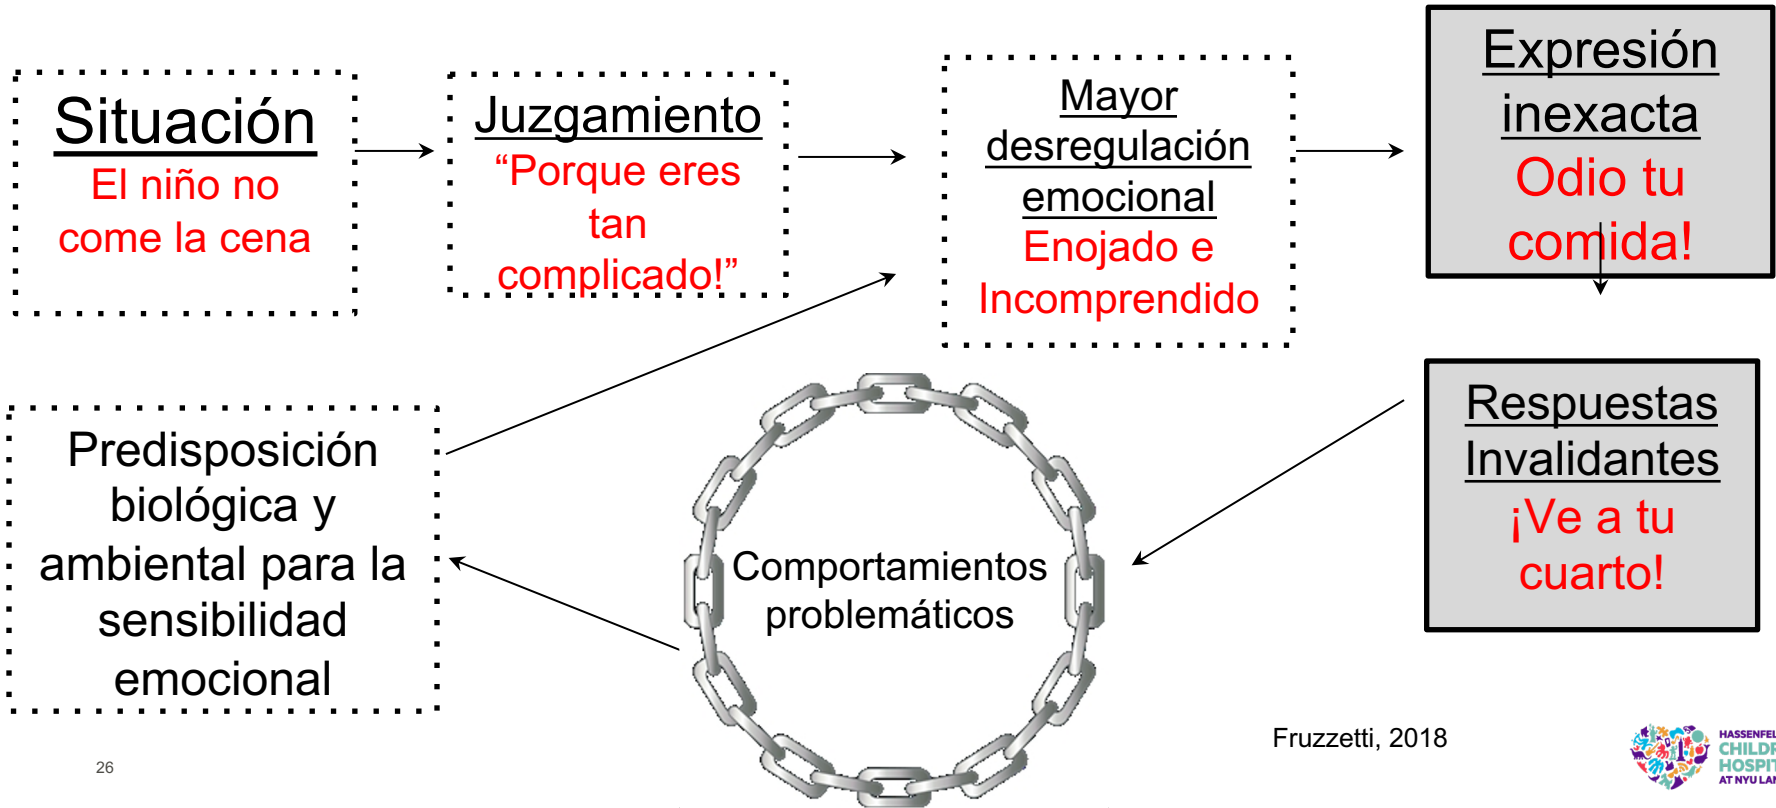 Situación
El niño no
come la cena
Juzgamiento
“Porque eres
tan
complicado!”
Mayor
desregulación
emocional
Enojado e
Incomprendido
Expresión
inexacta
Odio tu
comida!
Respuestas
Invalidantes
¡Ve a tu
cuarto!
Comportamientos
problemáticos
Predisposición
biológica y
ambiental para la
sensibilidad
emocional
Fruzzetti, 2018
26
AT NYU